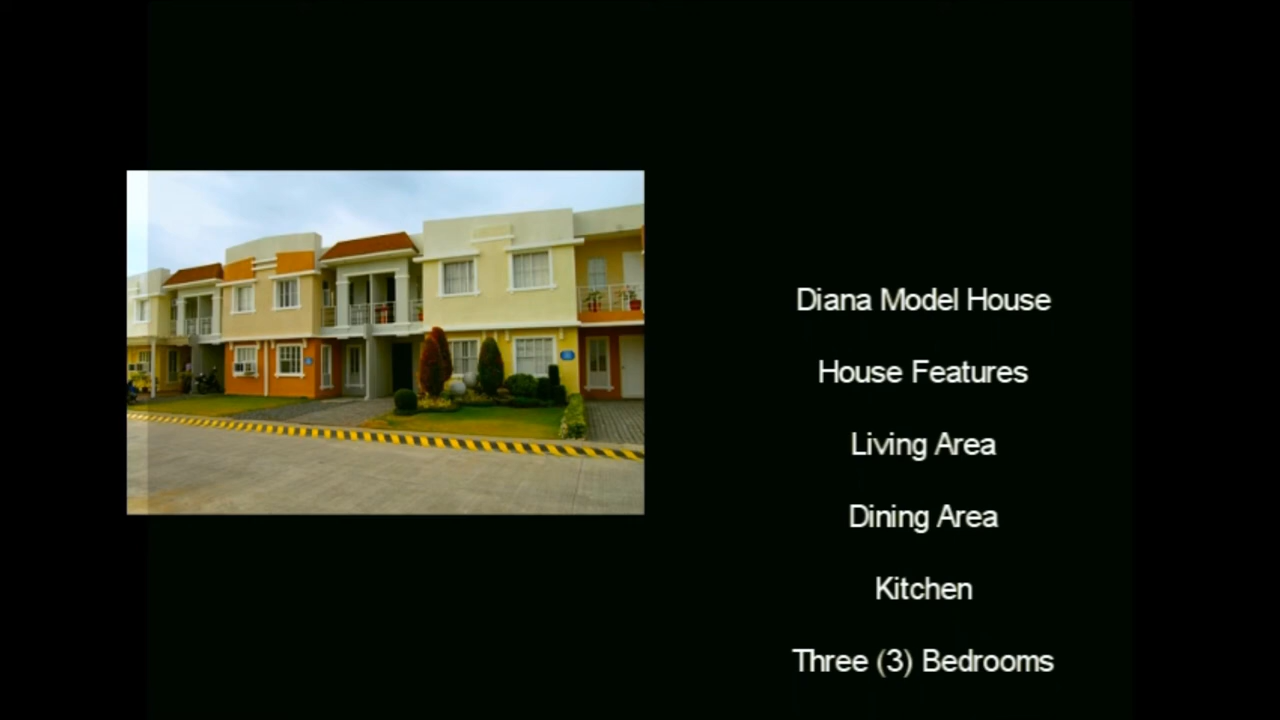 Diana Model House
House Features
Living Area
Dining Area
Kitchen
Three (3) Bedrooms